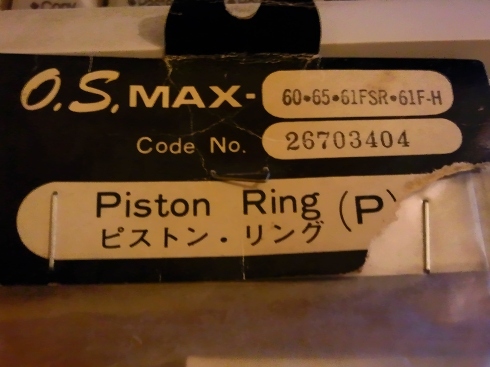 O.S. MAX- 60•65•61FSR•61F-H
Code No. 26703404
Piston Ring (P)
ピストン・リング